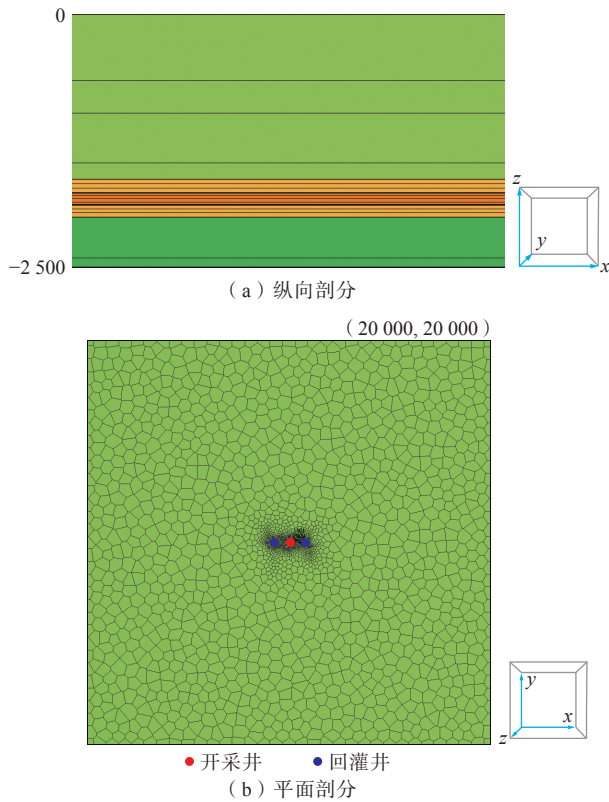 0
−2 500
z
y
x
（a）纵向剖分
（20 000, 20 000）
y
x
z
开采井 回灌井
（b）平面剖分